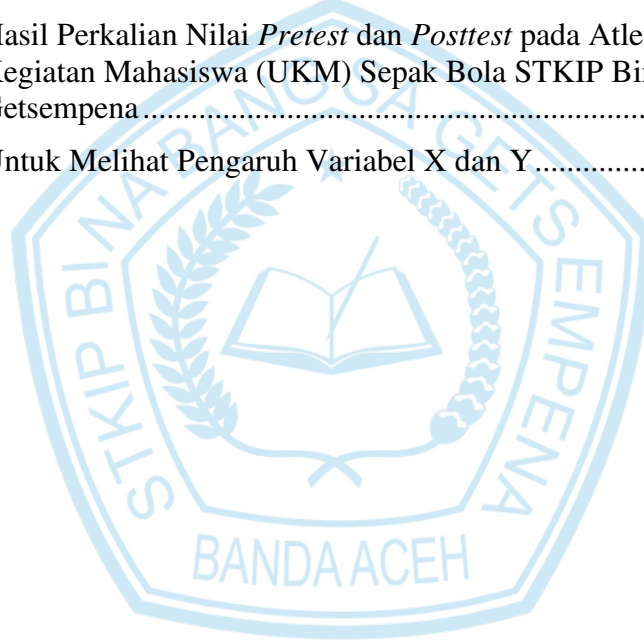 Hasil Perkalian Nilai Pretest dan Posttest pada Atle
Kegiatan Mahasiswa (UKM) Sepak Bola STKIP Bi
Getsempena.....................................................................
Untuk Melihat Pengaruh Variabel X dan Y..............
STKIP BINA BANGSA GETSEMPENA
BANDA ACEH